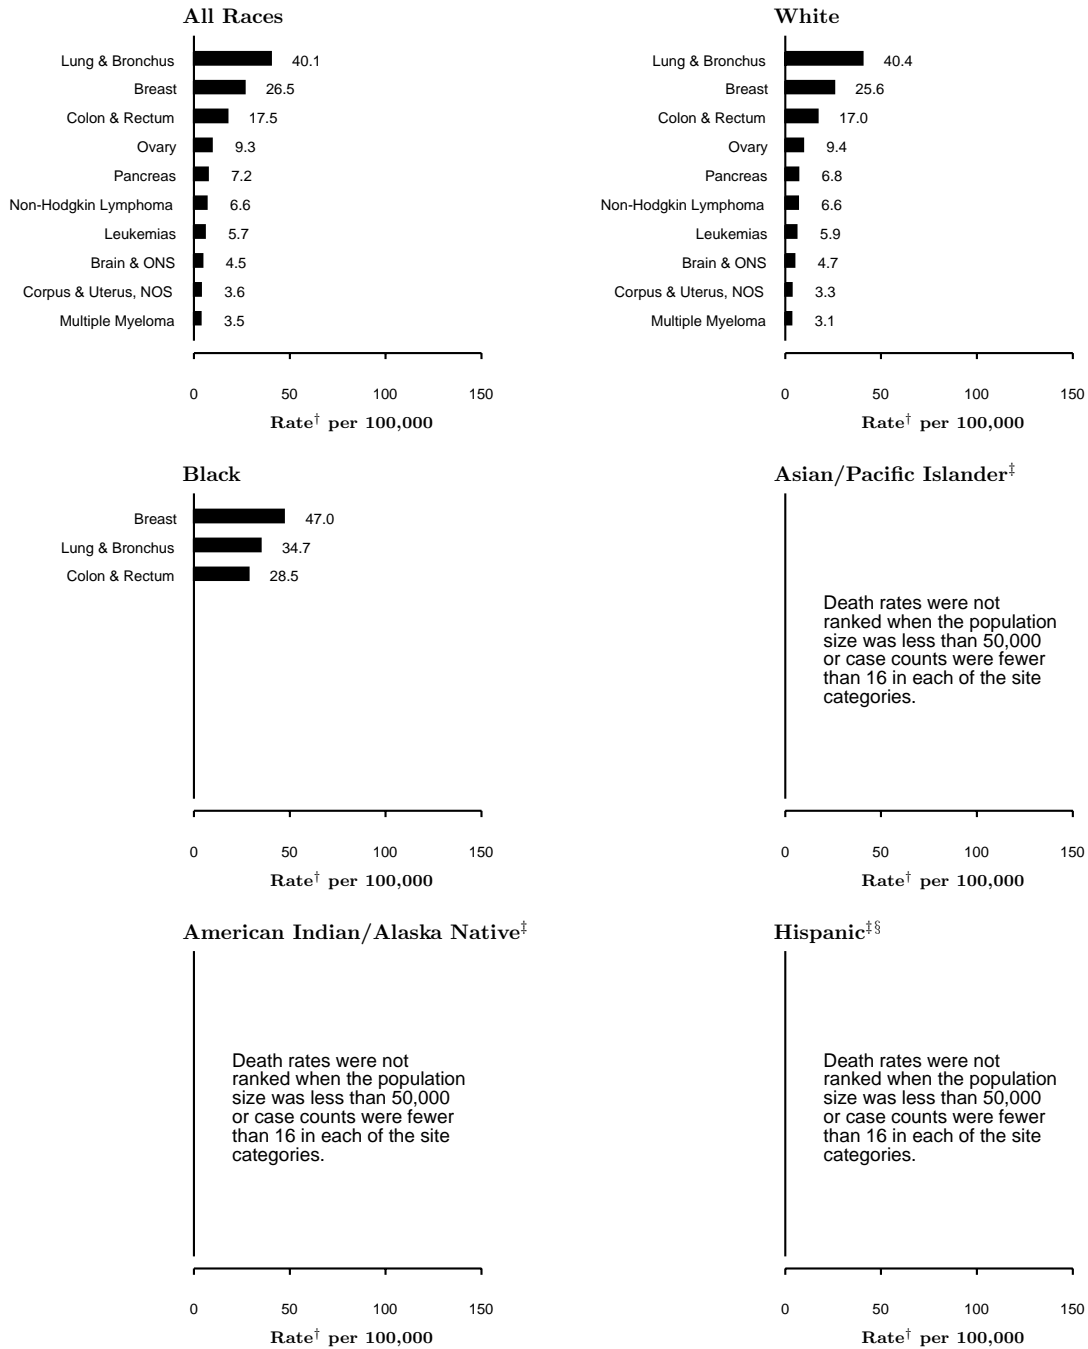 All Races
Lung & Bronchus 40.1
Breast 26.5
Colon & Rectum 17.5
Ovary 9.3
Pancreas 7.2
Non-Hodgkin Lymphoma 6.6
Leukemias 5.7
Brain & ONS 4.5
Corpus & Uterus, NOS 3.6
Multiple Myeloma 3.5
0 50 100 150
Rate† per 100,000
White
Lung & Bronchus 40.4
Breast 25.6
Colon & Rectum 17.0
Ovary 9.4
Pancreas 6.8
Non-Hodgkin Lymphoma 6.6
Leukemias 5.9
Brain & ONS 4.7
Corpus & Uterus, NOS 3.3
Multiple Myeloma 3.1
0 50 100 150
Rate† per 100,000
Black
Breast 47.0
Lung & Bronchus 34.7
Colon & Rectum 28.5
0 50 100 150
Rate† per 100,000
Asian/Pacific Islander‡
Death rates were not
ranked when the population
size was less than 50,000
or case counts were fewer
than 16 in each of the site
categories.
0 50 100 150
Rate† per 100,000
American Indian/Alaska Native‡
Death rates were not
ranked when the population
size was less than 50,000
or case counts were fewer
than 16 in each of the site
categories.
0 50 100 150
Rate† per 100,000
Hispanic‡§
Death rates were not
ranked when the population
size was less than 50,000
or case counts were fewer
than 16 in each of the site
categories.
0 50 100 150
Rate† per 100,000